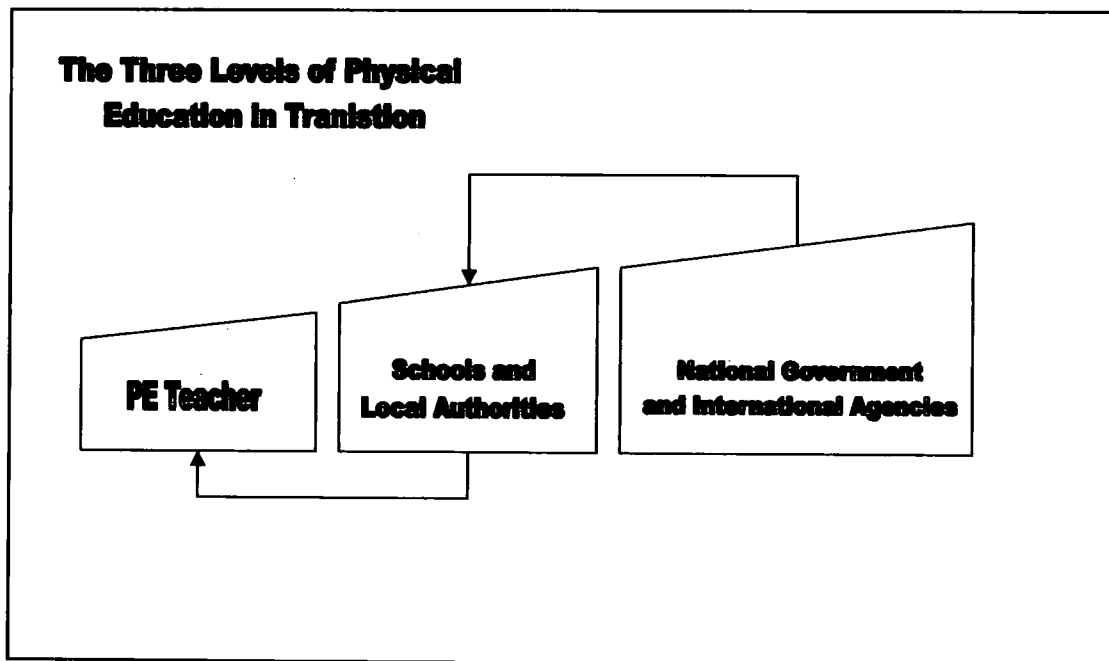 The Three Levels of Physical
Education in Tranistion
PE Teacher
Schools and
Local Authorities
National Government
and International Agencies